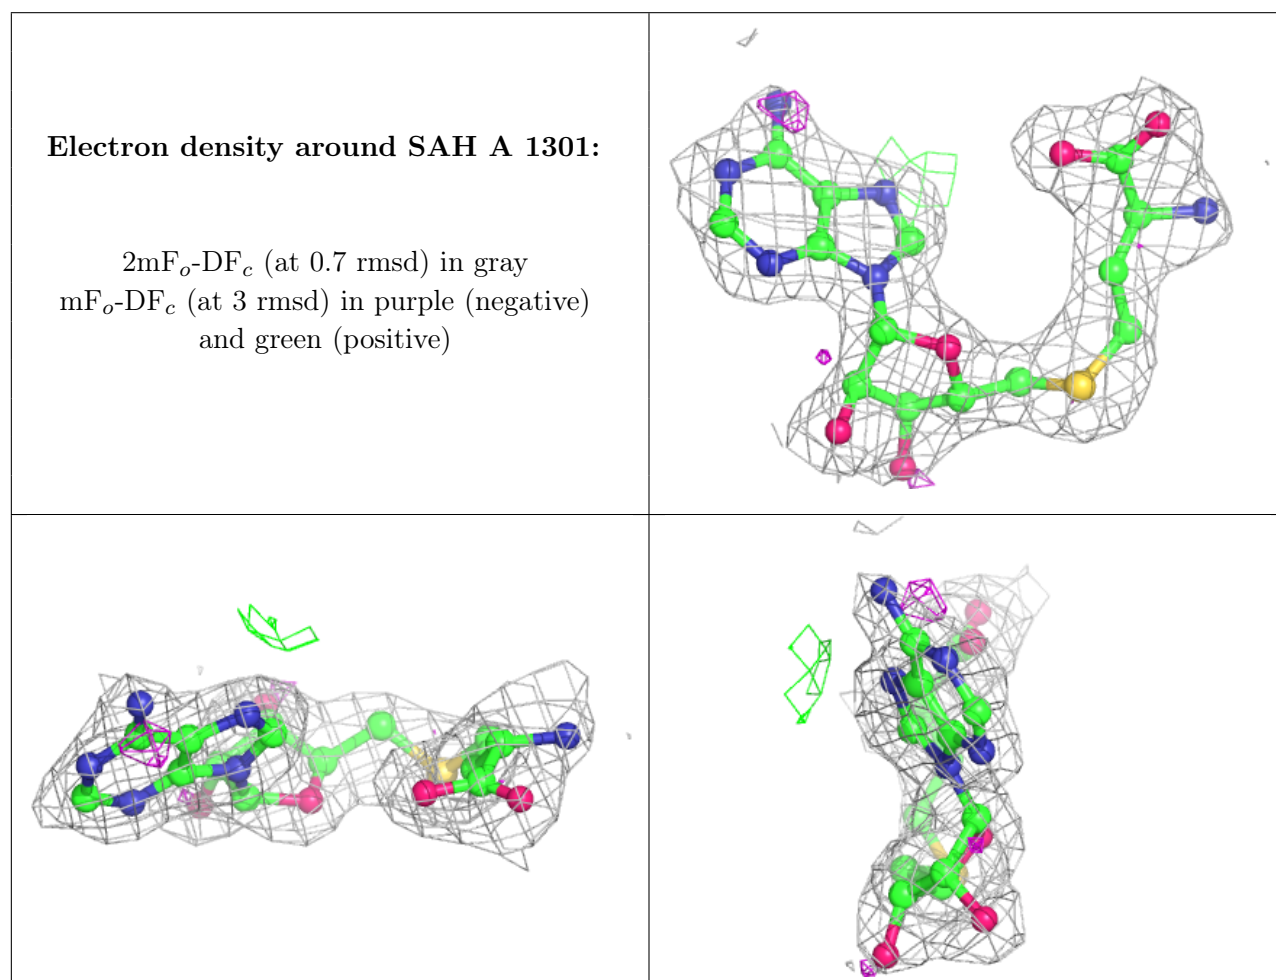 Electron density around SAH A 1301:
2mFo-DFc (at 0.7 rmsd) in gray
mFo-DFc (at 3 rmsd) in purple (negative)
and green (positive)